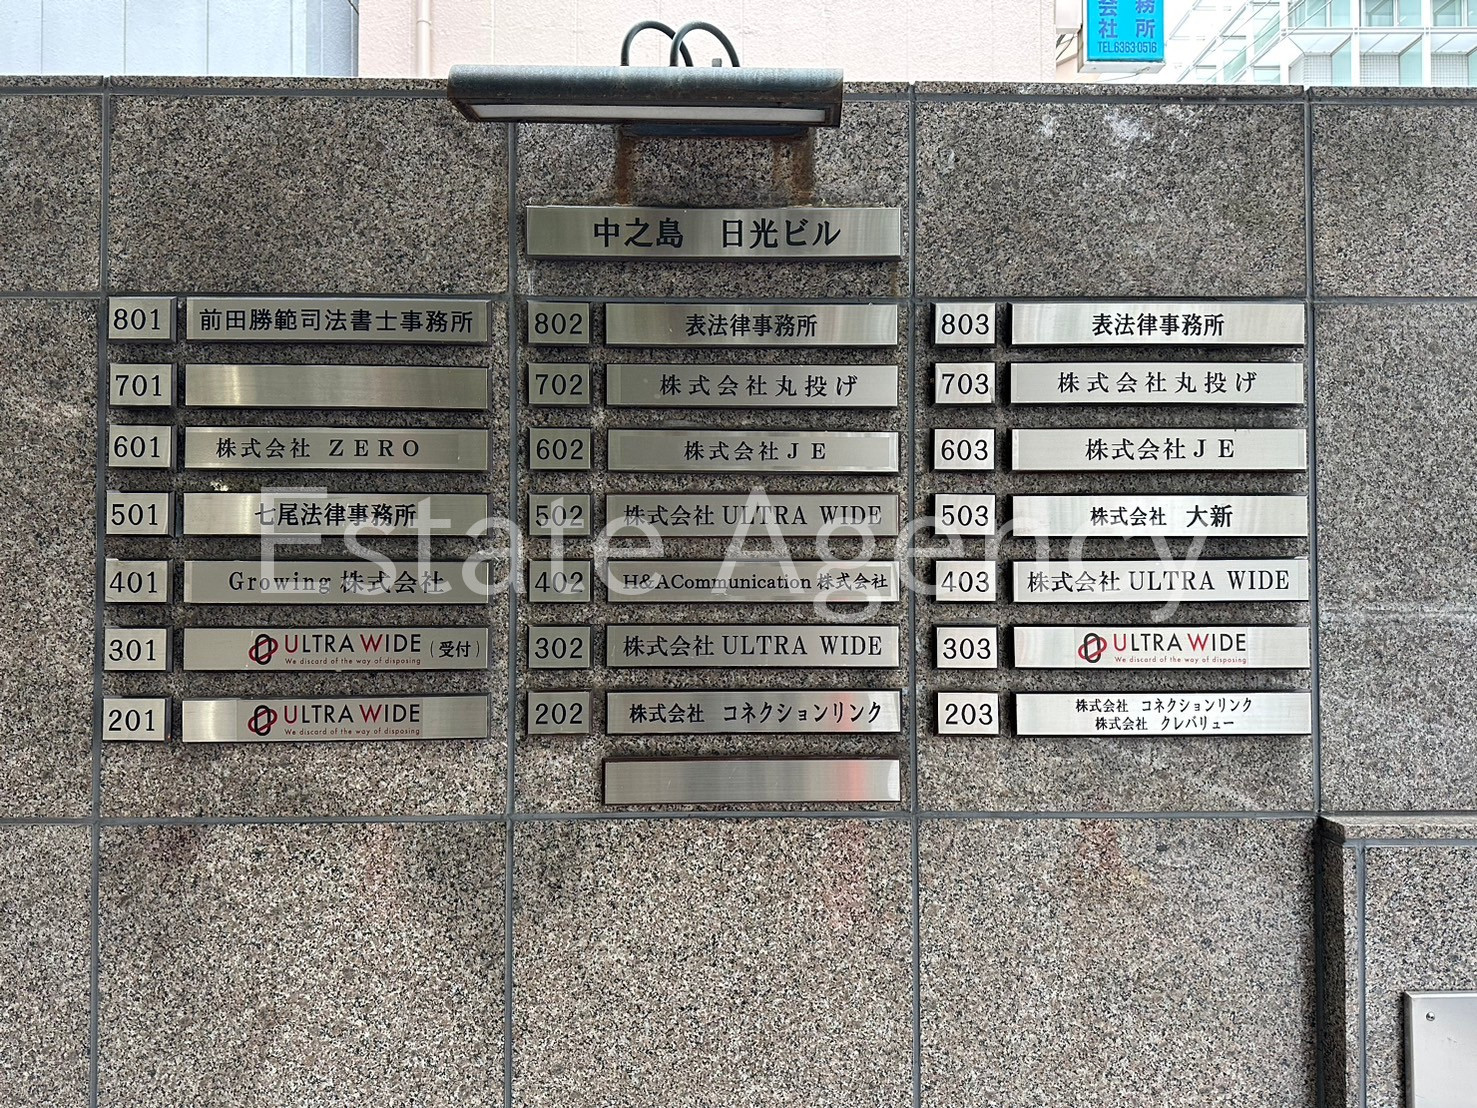 会 務
社 所
TEL.6363-0516
中之島 日光ビル
801 前田勝範司法書士事務所
802 表法律事務所
803 表法律事務所
701
702 株式会社丸投げ
703 株式会社丸投げ
601 株式会社 ZERO
602 株式会社JE
603 株式会社JE
501 七尾法律事務所
502 株式会社 ULTRA WIDE
503 株式会社 大新
401 Growing 株式会社
402 H&ACommunication 株式会社
403 株式会社 ULTRA WIDE
301 ULTRA WIDE (受付)
We discard of the way of disposing
302 株式会社 ULTRA WIDE
303 ULTRA WIDE
We discard of the way of disposing
201 ULTRA WIDE
We discard of the way of disposing
202 株式会社 コネクションリンク
203 株式会社 コネクションリンク
株式会社 クレバリュー
Estate Agency